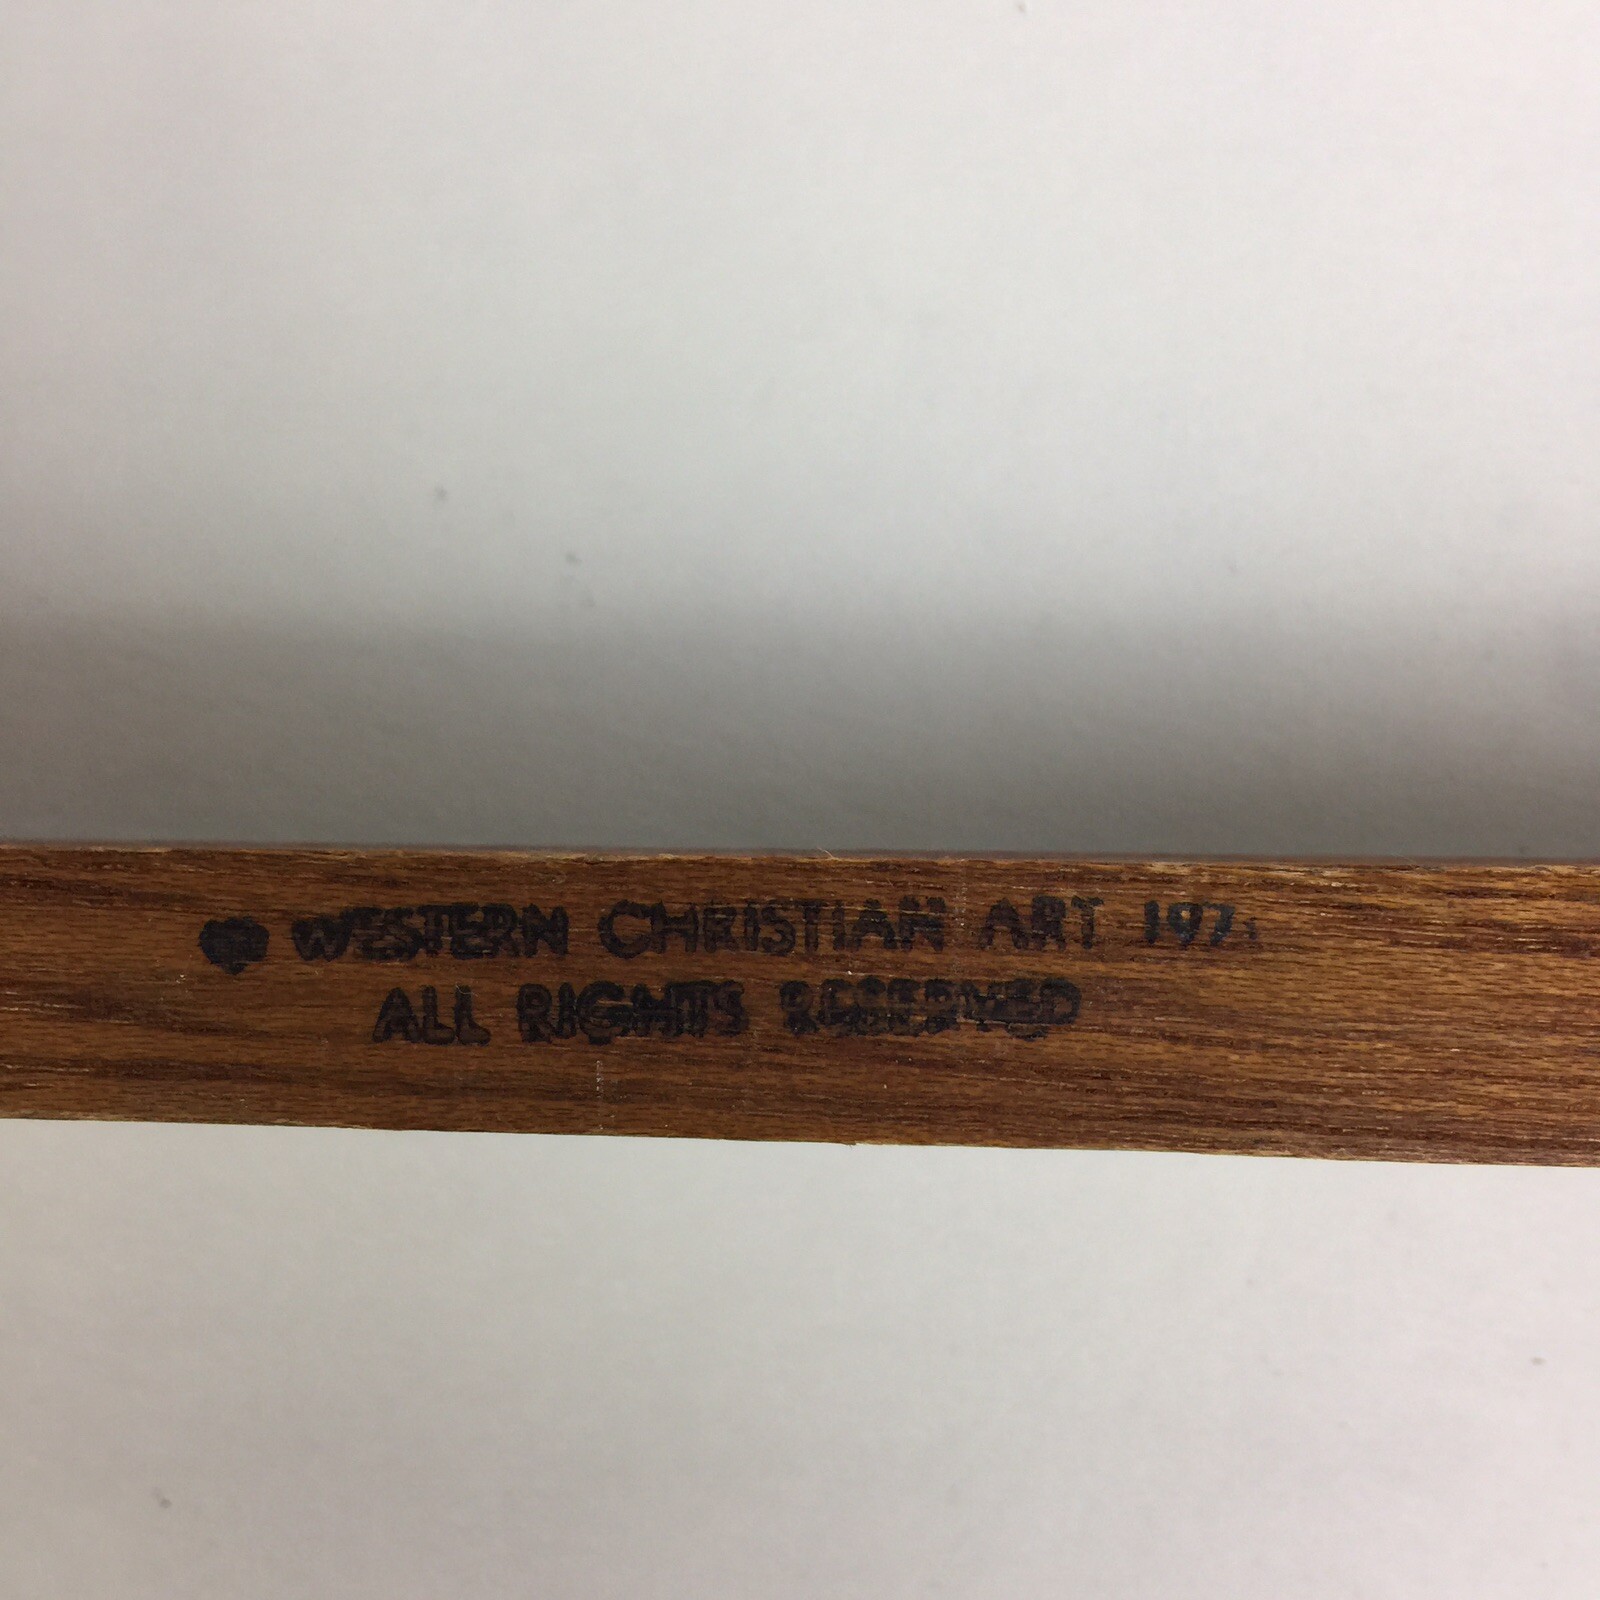 WESTERN CHRISTIAN ART
ALL RIGHTS RESERVED